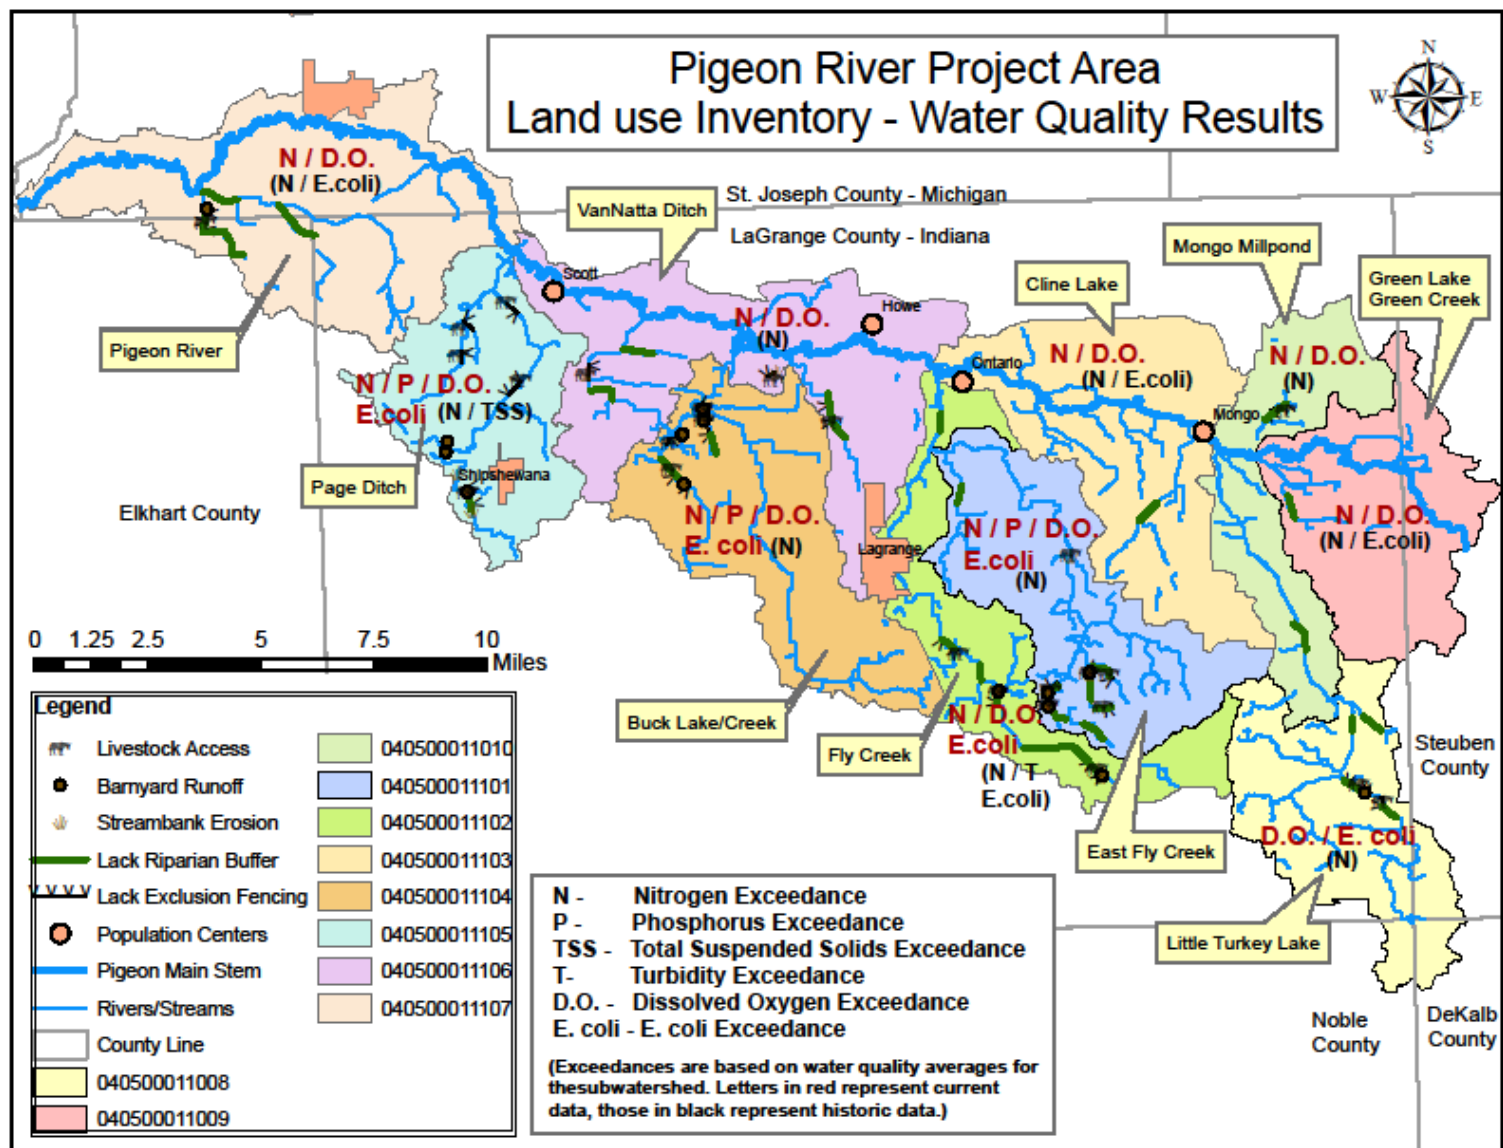 Pigeon River Project Area
Land use Inventory - Water Quality Results
N
W E
S
N / D.O.
(N / E.coli)
VanNatta Ditch
St. Joseph County - Michigan
LaGrange County - Indiana
Mongo Millpond
Green Lake
Green Creek
Cline Lake
Scott
Howe
Pigeon River
N / D.O.
(N)
N / D.O.
(N / E.coli)
N / D.O.
(N)
Ontario
Mongo
N / P / D.O.
E.coli (N / TSS)
Shipshewana
Page Ditch
Elkhart County
N / P / D.O.
E. coli (N)
Lagrange
N / P / D.O.
E.coli
(N)
N / D.O.
(N / E.coli)
0 1.25 2.5 5 7.5 10
Miles
Buck Lake/Creek
Fly Creek
N / D.O.
E.coli
(N / T
E.coli)
East Fly Creek
Steuben
County
D.O. / E. coli
(N)
Little Turkey Lake
Noble
County
DeKalb
County
Legend
Livestock Access
Barnyard Runoff
Streambank Erosion
Lack Riparian Buffer
Lack Exclusion Fencing
Population Centers
Pigeon Main Stem
Rivers/Streams
County Line
040500011008
040500011009
040500011010
040500011101
040500011102
040500011103
040500011104
040500011105
040500011106
040500011107
N - Nitrogen Exceedance
P - Phosphorus Exceedance
TSS - Total Suspended Solids Exceedance
T- Turbidity Exceedance
D.O. - Dissolved Oxygen Exceedance
E. coli - E. coli Exceedance
(Exceedances are based on water quality averages for
thesubwatershed. Letters in red represent current
data, those in black represent historic data.)